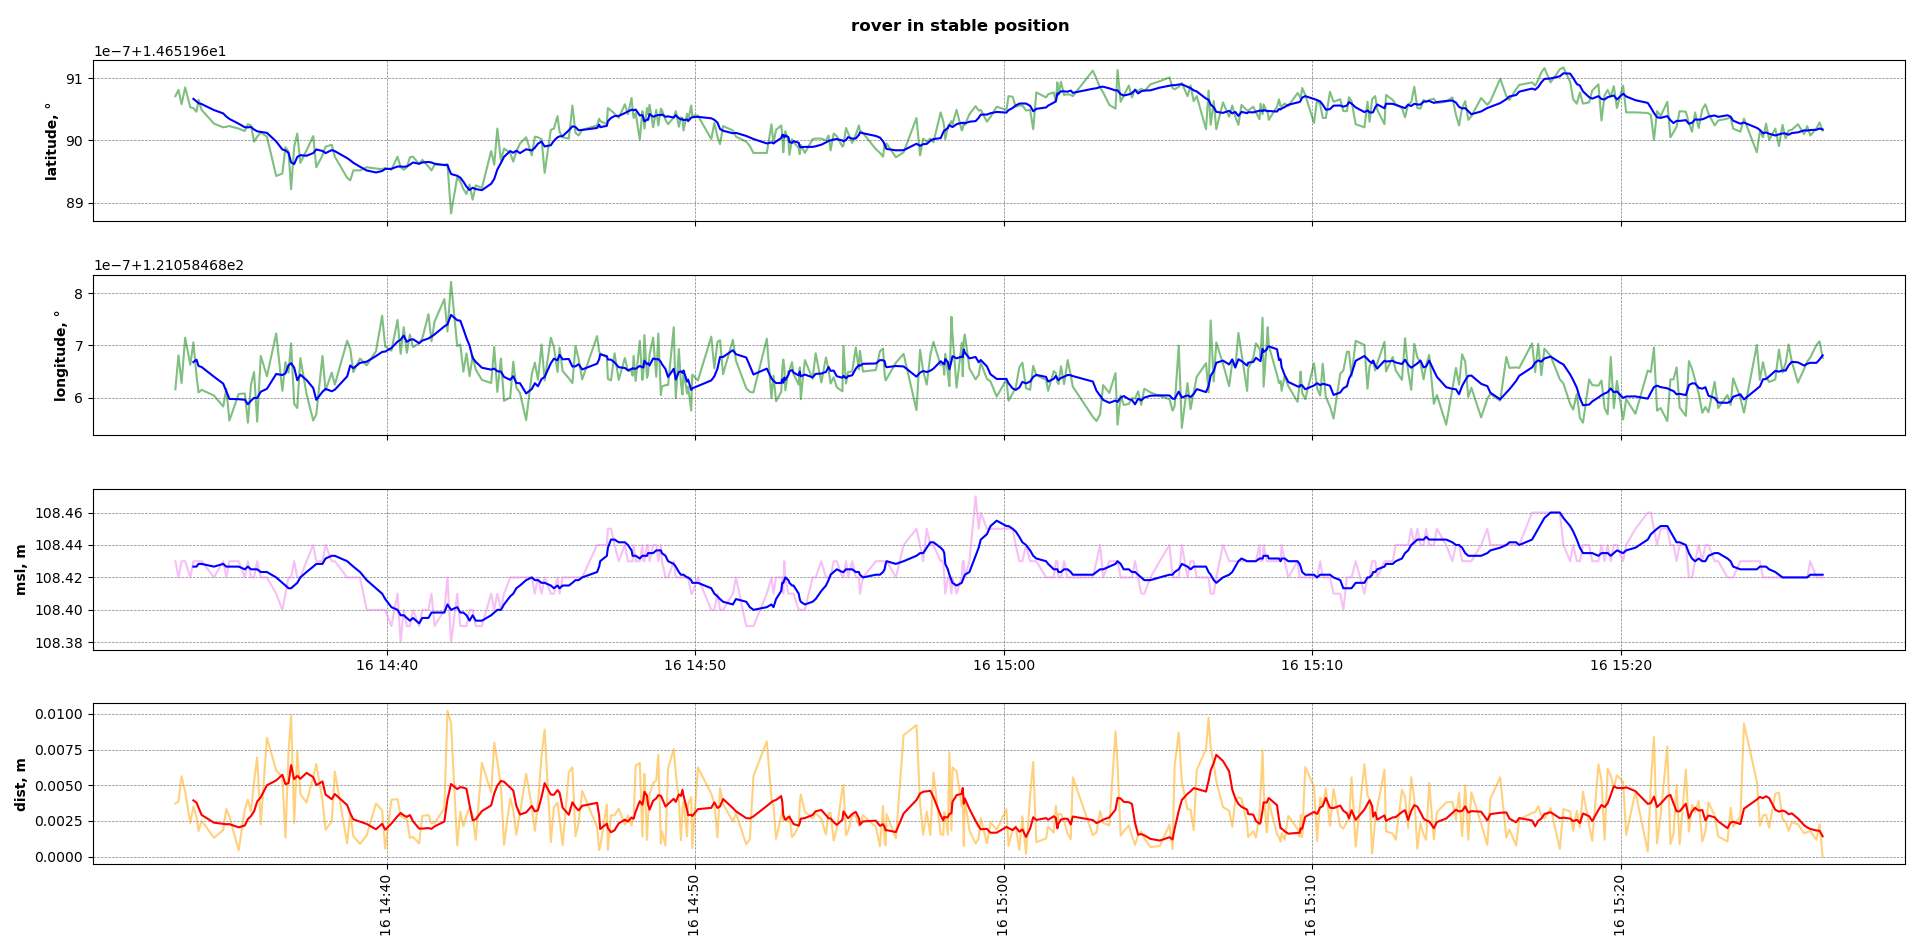 rover in stable position
1e−7+1.465196e1
latitude, °
91
90
89
1e−7+1.21058468e2
longitude, °
8
7
6
msl, m
108.46
108.44
108.42
108.40
108.38
16 14:40 16 14:50 16 15:00 16 15:10 16 15:20
dist, m
0.0100
0.0075
0.0050
0.0025
0.0000
16 14:40 16 14:50 16 15:00 16 15:10 16 15:20